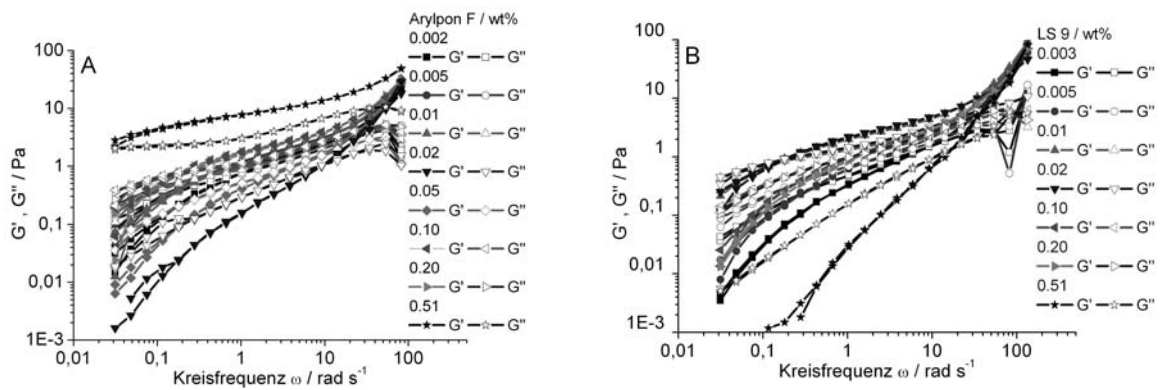 A
G', G'' / Pa
100
10
1
0,1
0,01
1E-3
0,01 0,1 1 10 100
Kreisfrequenz ω / rad s⁻¹
Arylpon F / wt%
0.002
G' G''
0.005
G' G''
0.01
G' G''
0.02
G' G''
0.05
G' G''
0.10
G' G''
0.20
G' G''
0.51
G' G''
B
G', G'' / Pa
100
10
1
0,1
0,01
1E-3
0,01 0,1 1 10 100
Kreisfrequenz ω / rad s⁻¹
LS 9 / wt%
0.003
G' G''
0.005
G' G''
0.01
G' G''
0.02
G' G''
0.10
G' G''
0.20
G' G''
0.51
G' G''